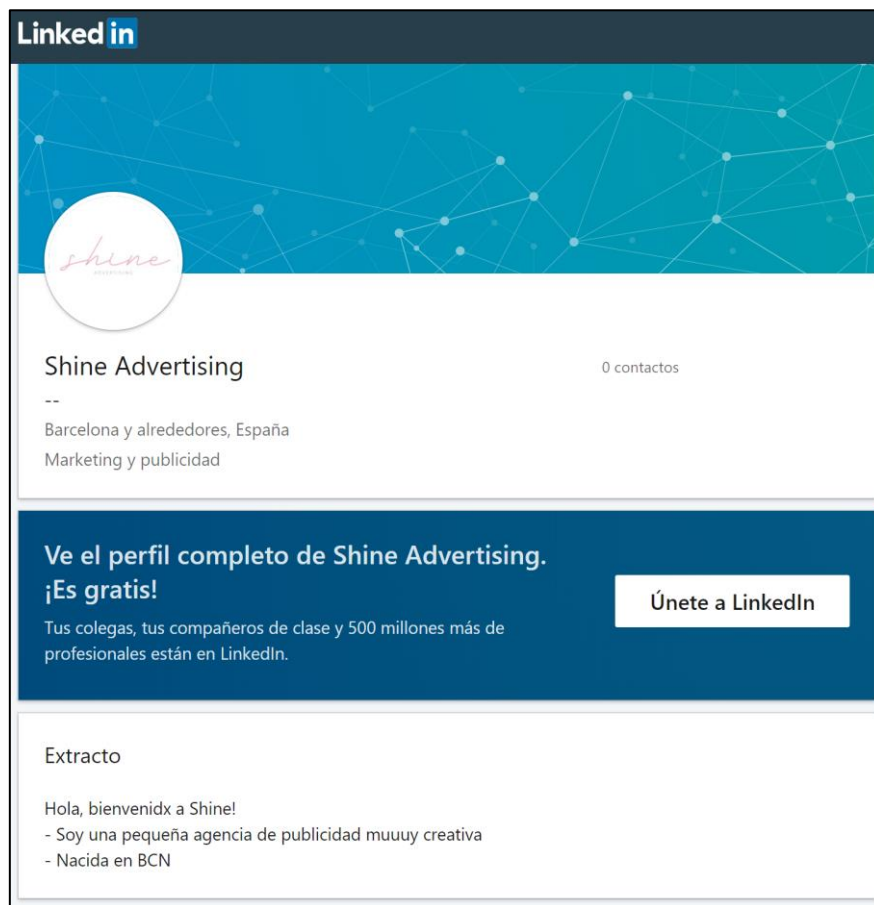 Linked in
shine
ADVERTISING
Shine Advertising
0 contactos
--
Barcelona y alrededores, España
Marketing y publicidad
Ve el perfil completo de Shine Advertising.
¡Es gratis!
Únete a LinkedIn
Tus colegas, tus compañeros de clase y 500 millones más de
profesionales están en LinkedIn.
Extracto
Hola, bienvenidx a Shine!
- Soy una pequeña agencia de publicidad muuuy creativa
- Nacida en BCN